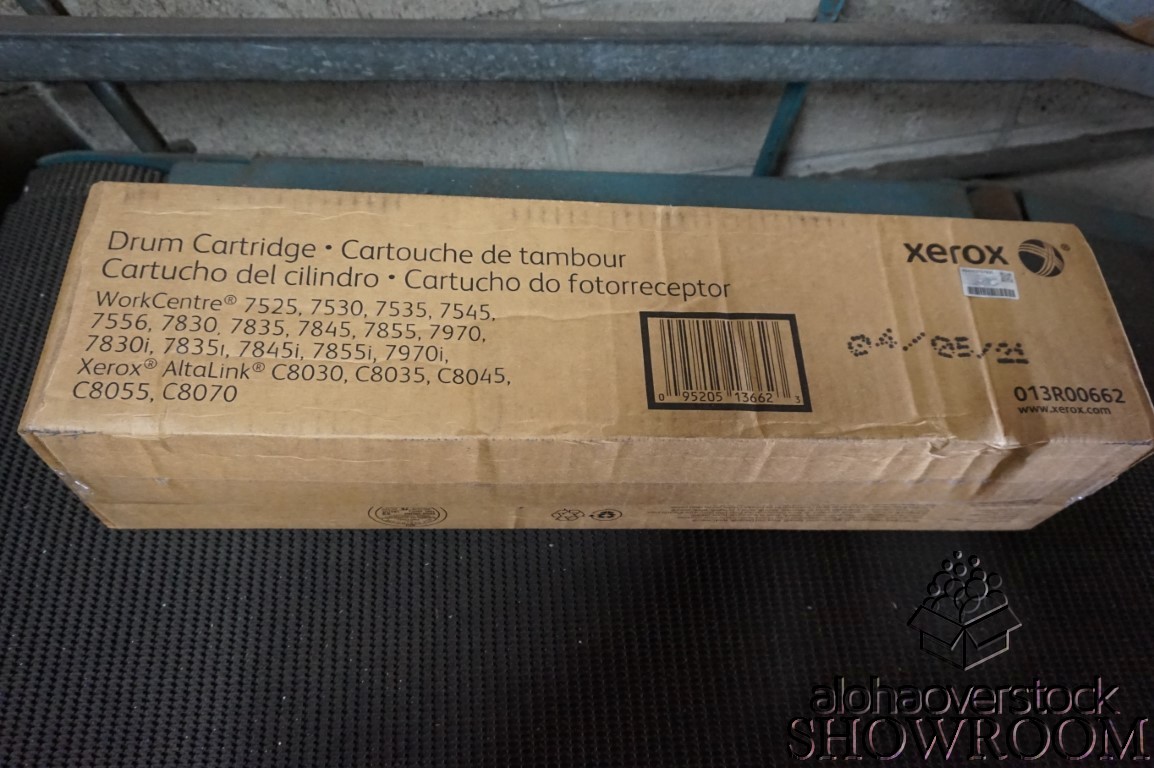 Drum Cartridge • Cartouche de tambour
Cartucho del cilindro • Cartucho do fotorreceptor
WorkCentre® 7525, 7530, 7535, 7545,
7556, 7830, 7835, 7845, 7855, 7970,
7830i, 7835i, 7845i, 7855i, 7970i,
Xerox® AltaLink® C8030, C8035, C8045,
C8055, C8070
0 95205 13662 3
xerox ®
04/05/21
013R00662
www.xerox.com
alohaoverstock
SHOWROOM